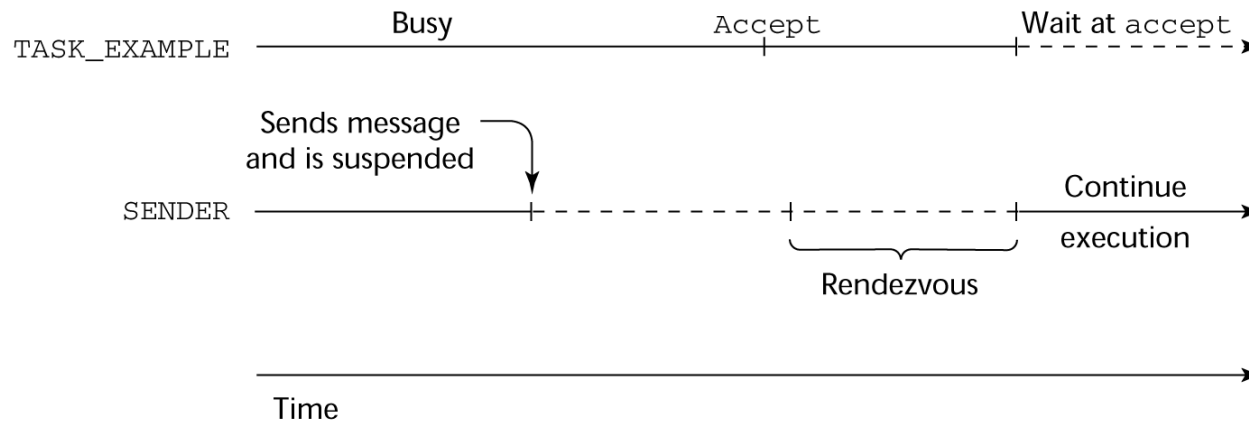 Busy
Accept
Wait at accept
TASK_EXAMPLE
Sends message
and is suspended
SENDER
Continue
execution
Rendezvous
Time